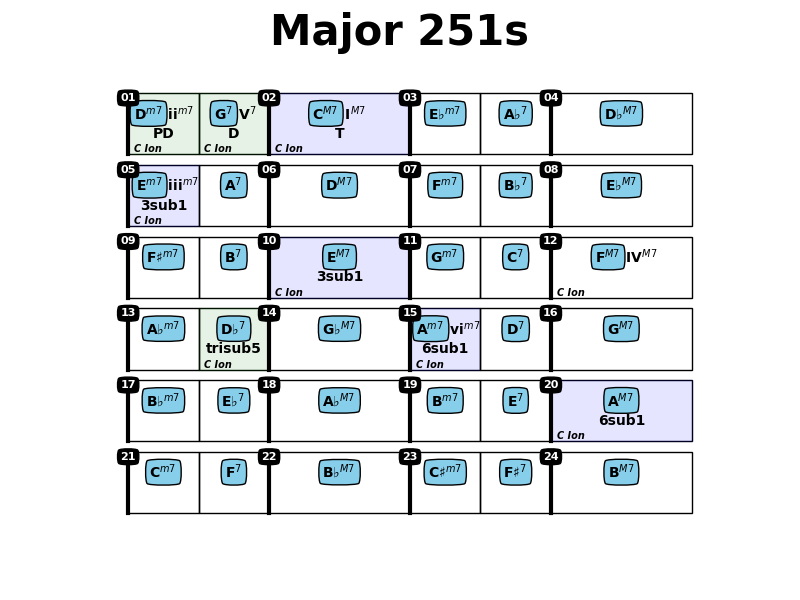 Major 251s
01 02 03 04
Dm7 iim7 G7 V7 CM7 IM7 E♭m7 A♭7 D♭M7
PD D T
C Ion C Ion C Ion
05 06 07 08
Em7 iiim7 A7 DM7 Fm7 B♭7 E♭M7
3sub1
C Ion
09 10 11 12
F♯m7 B7 EM7 Gm7 C7 FM7 IVM7
3sub1
C Ion C Ion
13 14 15 16
A♭m7 D♭7 G♭M7 Am7 vim7 D7 GM7
trisub5 6sub1
C Ion C Ion
17 18 19 20
B♭m7 E♭7 A♭M7 Bm7 E7 AM7
6sub1
C Ion
21 22 23 24
Cm7 F7 B♭M7 C♯m7 F♯7 BM7